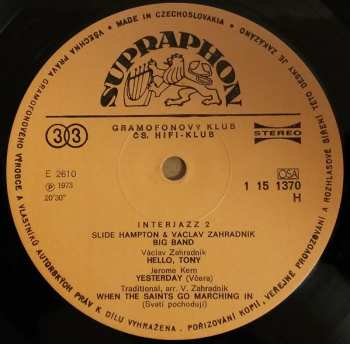 MADE IN CZECHOSLOVAKIA • VŠECHNA PRÁVA GRAMOFONOVÉHO VÝROBCE A VLASTNÍKŮ AUTORSKÝCH PRÁV K DÍLU VYHRAŽENA. POŘIZOVÁNÍ KOPIÍ, VEŘEJNÉ PROVOZOVÁNÍ A ROZHLASOVÉ ŠÍŘENÍ TÉTO DESKY JE ZAKÁZÁNO
SUPRAPHON
GRAMOFONOVÝ KLUB
ČS. HIFI-KLUB
33
STEREO
E 2610
℗ 1973
20'30"
OSA
1 15 1370
H
INTERJAZZ 2
SLIDE HAMPTON & VÁCLAV ZAHRADNÍK
BIG BAND
Václav Zahradník
HELLO, TONY
Jerome Kern
YESTERDAY (Včera)
Traditional, arr. V. Zahradník
WHEN THE SAINTS GO MARCHING IN
(Svatí pochodují)